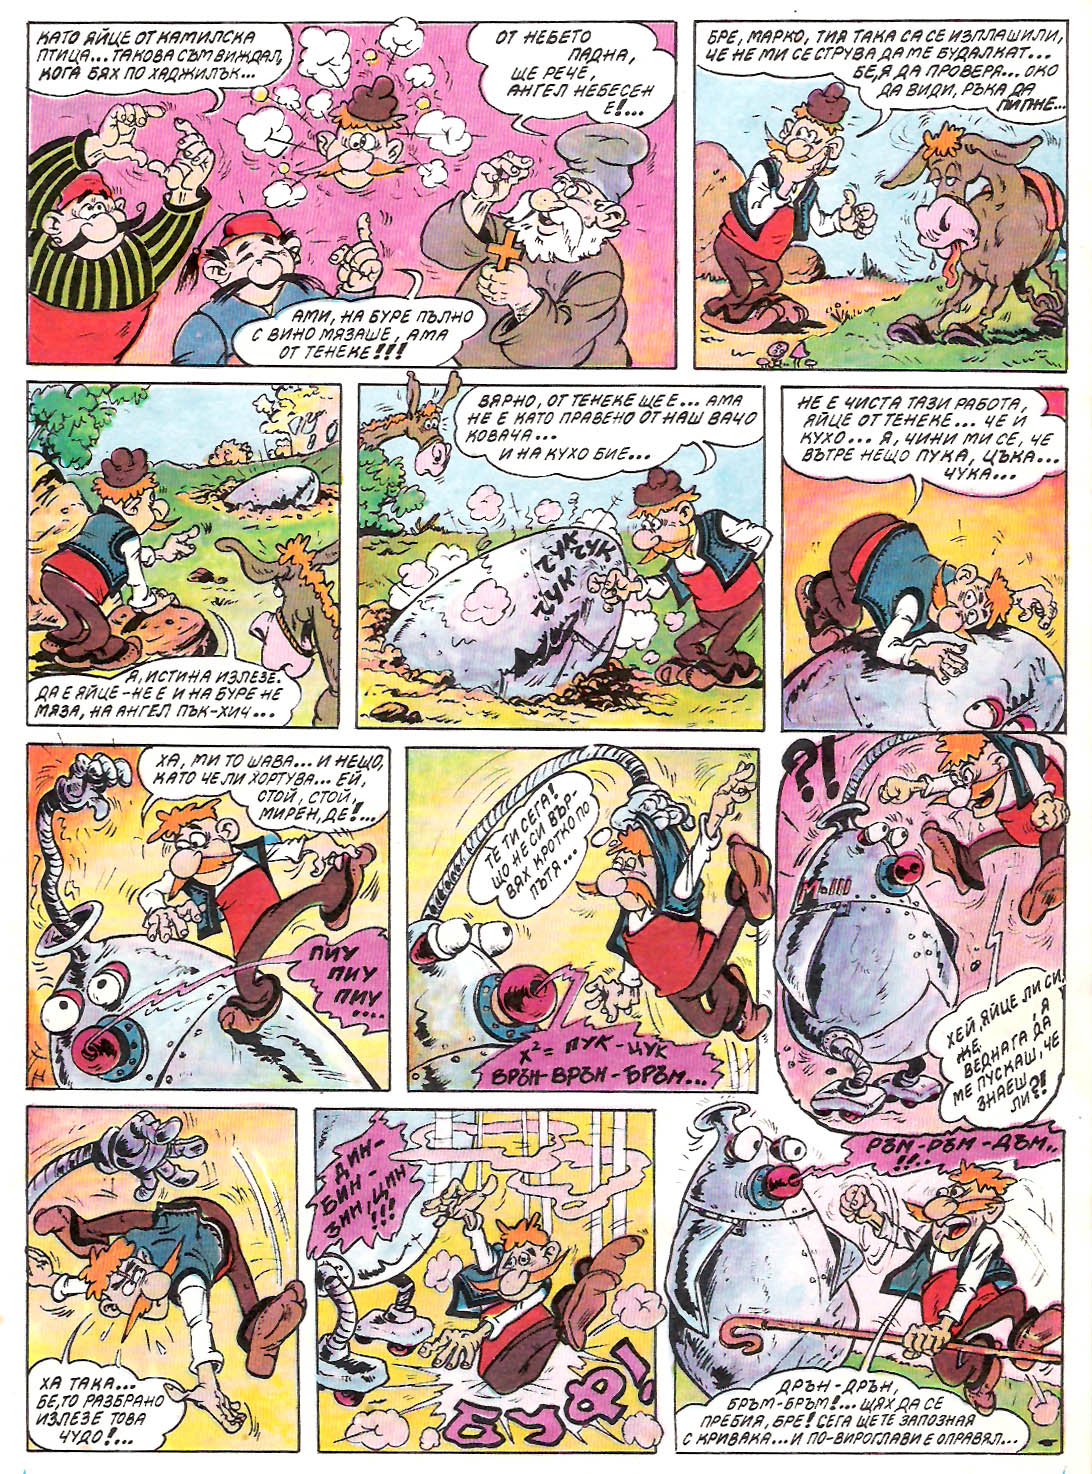 КАТО ЯЙЦЕ ОТ КАМИЛСКА
ПТИЦА... ТАКОВА СЪМ ВИЖДАЛ,
КОГА БЯХ ПО ХАДЖИЛЪК...
ОТ НЕБЕТО
ПАДНА,
ЩЕ РЕЧЕ,
АНГЕЛ НЕБЕСЕН
Е!...
АМИ, НА БУРЕ ПЪЛНО
С ВИНО МЯЗАШЕ, АМА
ОТ ТЕНЕКЕ!!!
БРЕ, МАРКО, ТИЯ ТАКА СА СЕ ИЗПЛАШИЛИ,
ЧЕ НЕ МИ СЕ СТРУВА ДА МЕ БУДАЛКАТ...
БЕ, Я ДА ПРОВЕРЯ... ОКО
ДА ВИДИ, РЪКА ДА
ПИПНЕ...
Я, ИСТИНА ИЗЛЕЗЕ.
ДА Е ЯЙЦЕ - НЕ Е И НА БУРЕ НЕ
МЯЗА, НА АНГЕЛ ПЪК-ХИЧ...
ВЯРНО, ОТ ТЕНЕКЕ ЩЕ Е... АМА
НЕ Е КАТО ПРАВЕНО ОТ НАШ ВАЧО
КОВАЧА...
И НА КУХО БИЕ...
ЧУК
ЧУК
ЧУК
НЕ Е ЧИСТА ТАЗИ РАБОТА,
ЯЙЦЕ ОТ ТЕНЕКЕ... ЧЕ И
КУХО... Я, ЧИНИ МИ СЕ, ЧЕ
ВЪТРЕ НЕЩО ПУКА, ЦЪКА...
ЧУКА...
ХА, МИ ТО ШАВА... И НЕЩО,
КАТО ЧЕ ЛИ ХОРТУВА... ЕЙ,
СТОЙ, СТОЙ,
МИРЕН, ДЕ!...
ПИУ
ПИУ
ПИУ
....
ТЕ ТИ СЕГА!
ЩО НЕ СИ ВЪР-
ВЯХ КРОТКО ПО
ПЪТЯ...
X²= ПУК - ЦУК
ВРЪН-ВРЪН-БРЪМ...
?!
МЪШ
ХЕЙ, ЯЙЦЕ ЛИ СИ,
ЖЕ,
ВЕДНАГА ДА
МЕ ПУСКАШ, ЧЕ
ЗНАЕШ
ЛИ?!
ХА ТАКА...
БЕ, ТО РАЗБРАНО
ИЗЛЕЗЕ ТОВА
ЧУДО!...
ДИН-
БИН-
ЗИН, ЦИН
!!!
БУФ!
РЪМ-РЪМ-ДЪМ..
!!..
ДРЪН-ДРЪН,
БРЪМ-БРЪМ!... ЩЯХ ДА СЕ
ПРЕБИЯ, БРЕ! СЕГА ЩЕ ТЕ ЗАПОЗНАЯ
С КРИВАКА... И ПО-ВИРОГЛАВИ Е ОПРАВЯЛ...